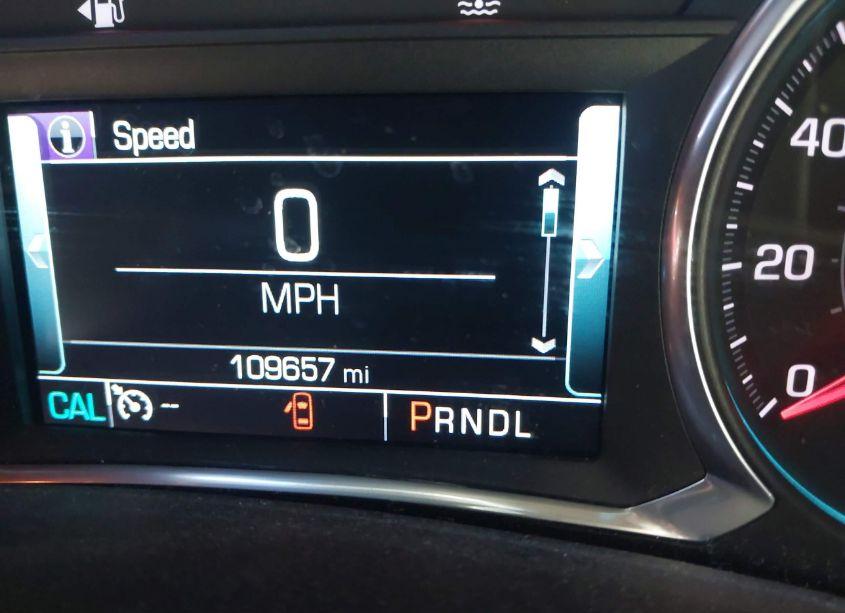 Speed
0
MPH
109657 mi
CAL -- PRNDL
40
20
0